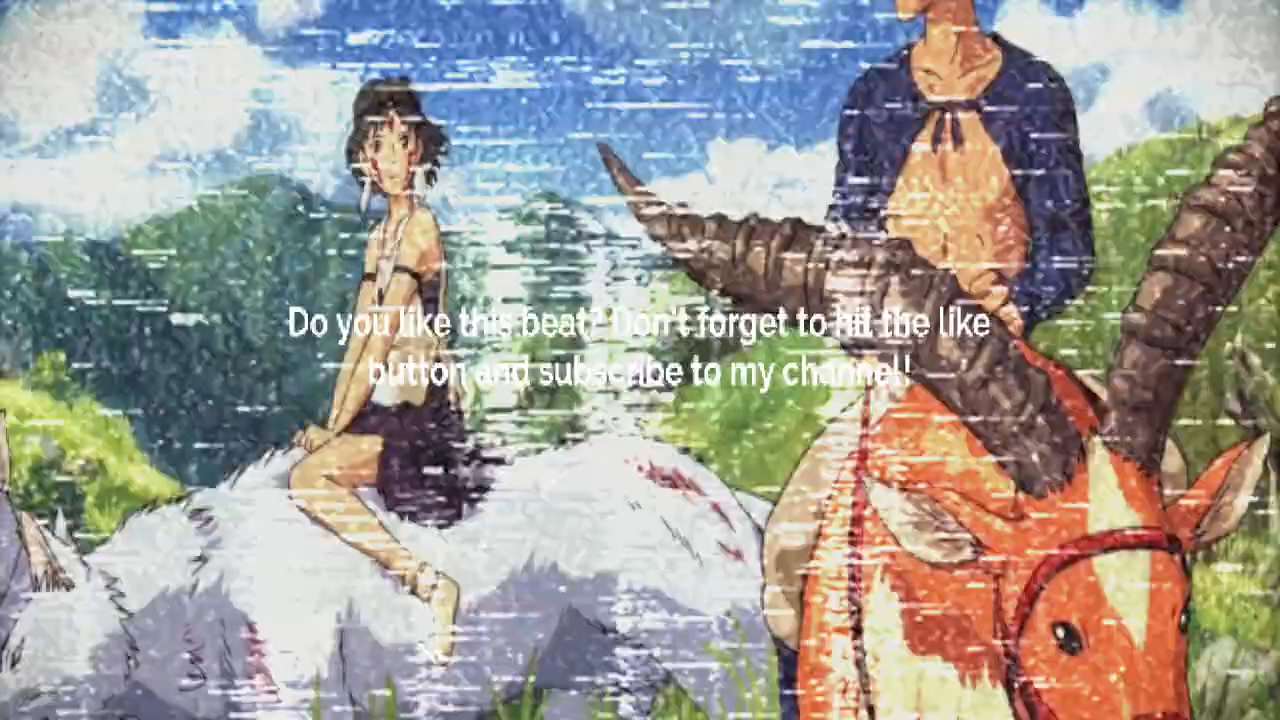 Do you like this beat? Don't forget to hit the like
button and subscribe to my channel!